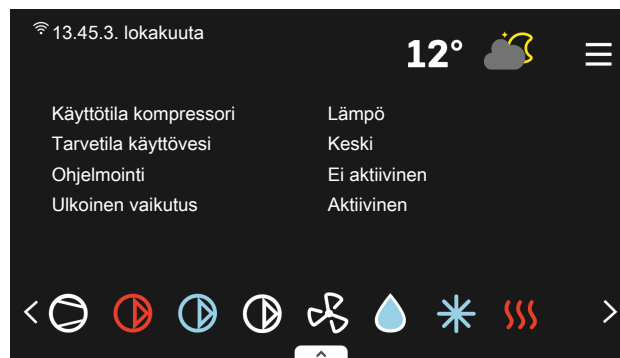 13.45.3. lokakuuta
12°
Käyttötila kompressori Lämpö
Tarvetila käyttövesi Keski
Ohjelmointi Ei aktiivinen
Ulkoinen vaikutus Aktiivinen